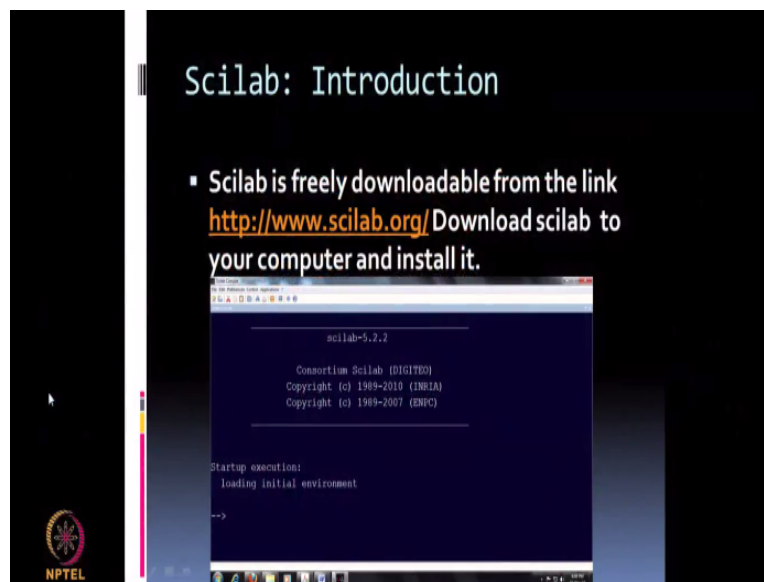 Scilab: Introduction
▪ Scilab is freely downloadable from the link
http://www.scilab.org/ Download scilab to
your computer and install it.
Scilab Console
scilab-5.2.2
Consortium Scilab (DIGITEO)
Copyright (c) 1989-2010 (INRIA)
Copyright (c) 1989-2007 (ENPC)
Startup execution:
loading initial environment
-->
NPTEL